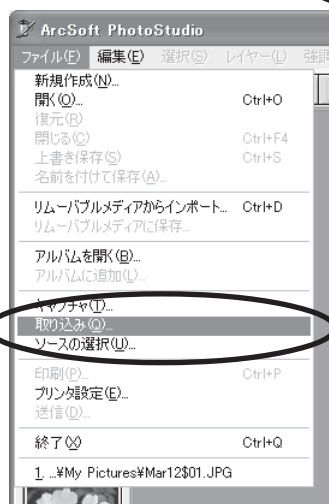 ArcSoft PhotoStudio
ファイル(F) 編集(E) 選択(S) レイヤー(L) 強調
新規作成(N)...
開く(O)... Ctrl+O
復元(R)
閉じる(C) Ctrl+F4
上書き保存(S) Ctrl+S
名前を付けて保存(A)...
リムーバブルメディアからインポート... Ctrl+D
リムーバブルメディアに保存...
アルバムを開く(B)...
アルバムに追加(L)...
キャプチャ(T)...
取り込み(Q)...
ソースの選択(U)...
印刷(P)... Ctrl+P
プリンタ設定(E)...
送信(D)...
終了(X) Ctrl+Q
1. ...¥My Pictures¥Mar12$01.JPG